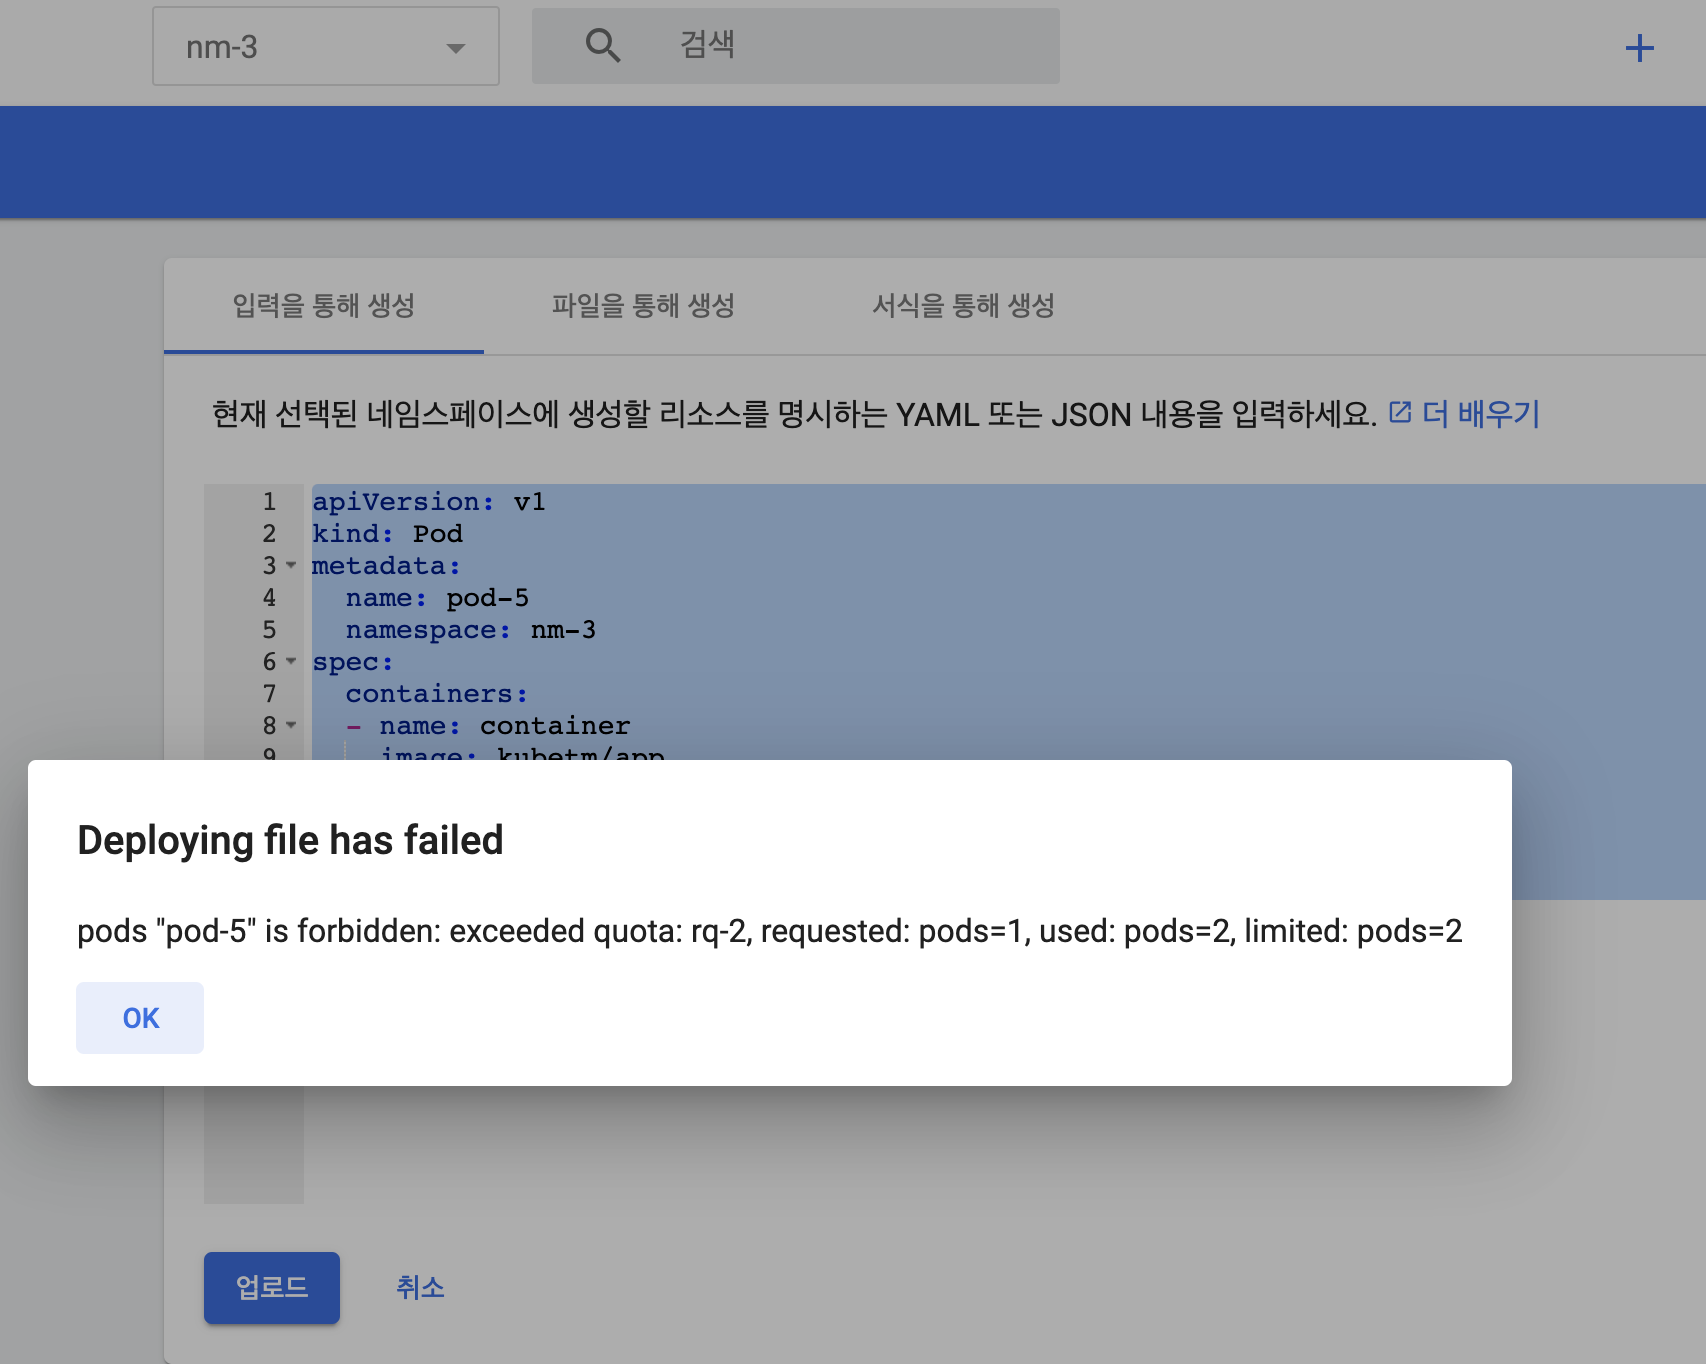 nm-3
검색
입력을 통해 생성
파일을 통해 생성
서식을 통해 생성
현재 선택된 네임스페이스에 생성할 리소스를 명시하는 YAML 또는 JSON 내용을 입력하세요. 더 배우기
1 apiVersion: v1
2 kind: Pod
3 metadata:
4 name: pod-5
5 namespace: nm-3
6 spec:
7 containers:
8 - name: container
9 image: kubetm/app
Deploying file has failed
pods "pod-5" is forbidden: exceeded quota: rq-2, requested: pods=1, used: pods=2, limited: pods=2
OK
업로드
취소